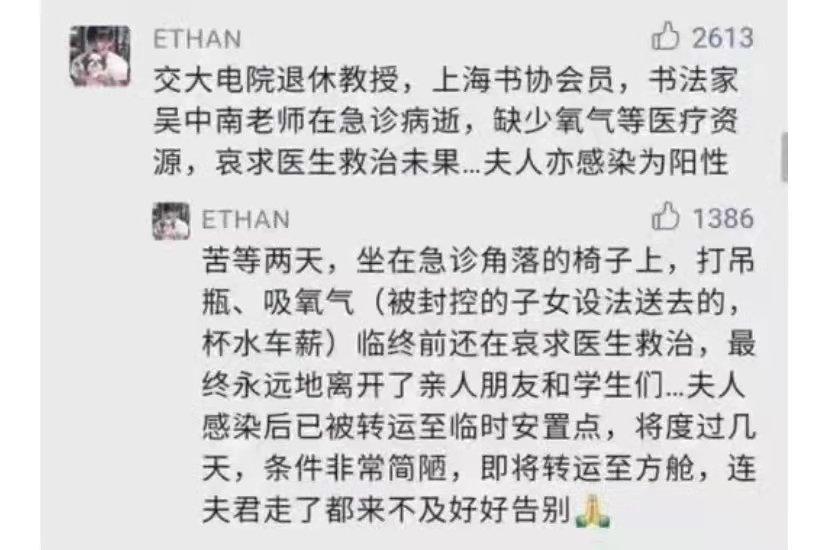 ETHAN 2613
交大电院退休教授，上海书协会员，书法家
吴中南老师在急诊病逝，缺少氧气等医疗资
源，哀求医生救治未果...夫人亦感染为阳性
ETHAN 1386
苦等两天，坐在急诊角落的椅子上，打吊
瓶、吸氧气（被封控的子女设法送去的，
杯水车薪）临终前还在哀求医生救治，最
终永远地离开了亲人朋友和学生们...夫人
感染后已被转运至临时安置点，将度过几
天，条件非常简陋，即将转运至方舱，连
夫君走了都来不及好好告别🙏